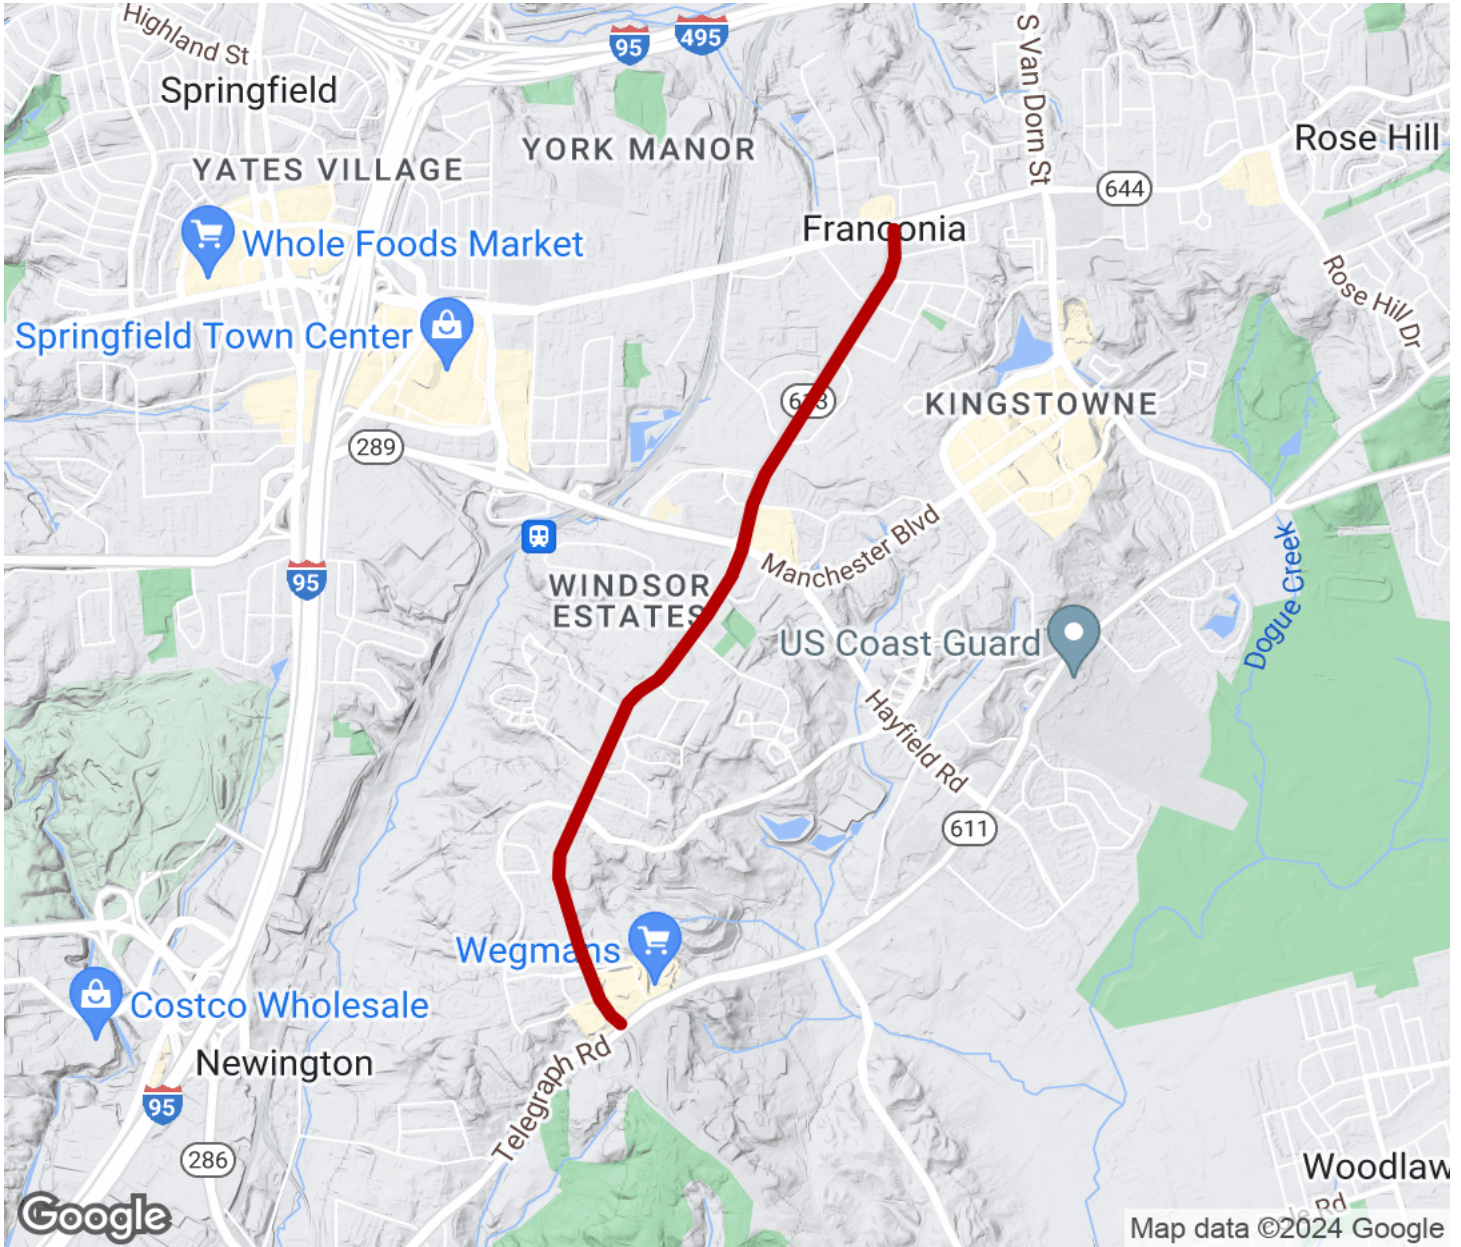 Highland St
95
495
S Van Dorn St
Springfield
Rose Hill
YORK MANOR
YATES VILLAGE
644
Franconia
Whole Foods Market
Rose Hill Dr
Springfield Town Center
613
KINGSTOWNE
289
Manchester Blvd
95
WINDSOR
ESTATES
Dogue Creek
US Coast Guard
Hayfield Rd
611
Wegmans
Costco Wholesale
Newington
Telegraph Rd
95
286
Woodlaw
Rd
Google
Map data ©2024 Google